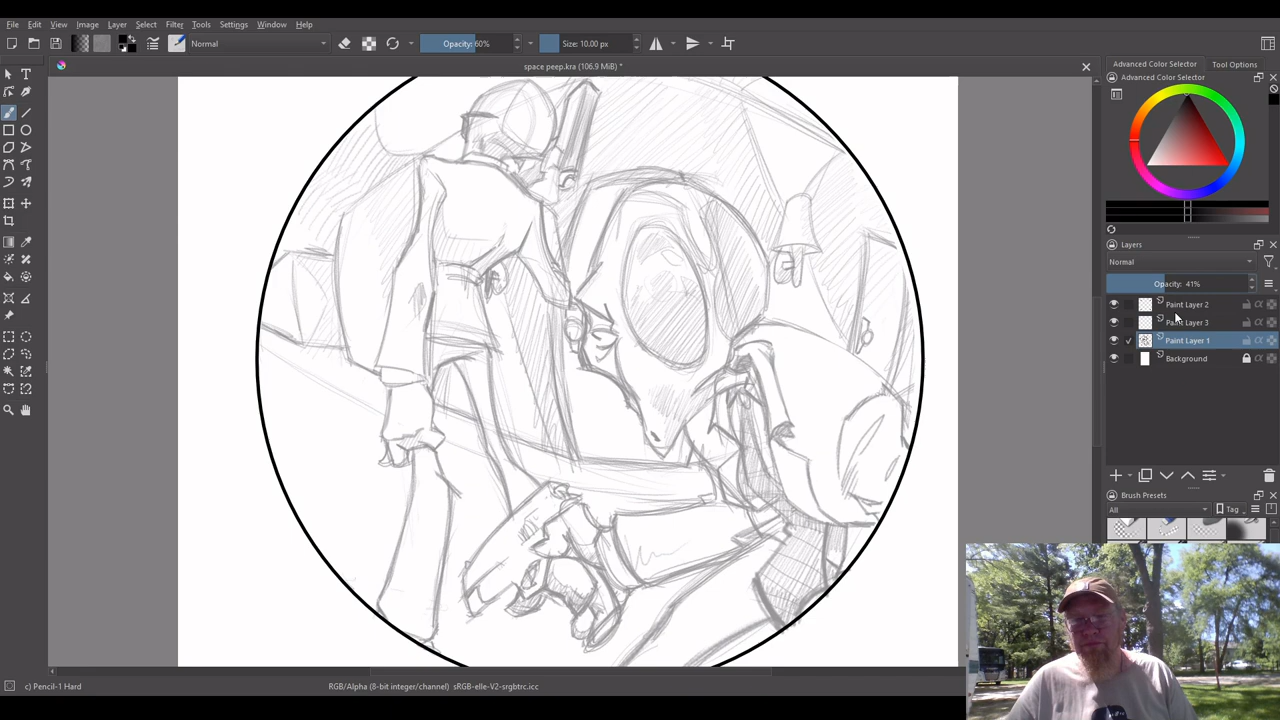 File Edit View Image Layer Select Filter Tools Settings Window Help
Normal Opacity: 60% Size: 10.00 px
space peep.kra (106.9 MiB) *
Advanced Color Selector Tool Options
Advanced Color Selector
Layers
Normal
Opacity: 41%
Paint Layer 2
Paint Layer 3
Paint Layer 1
Background
Brush Presets
All Tag
c) Pencil-1 Hard RGB/Alpha (8-bit integer/channel) sRGB-elle-V2-srgbtrc.icc